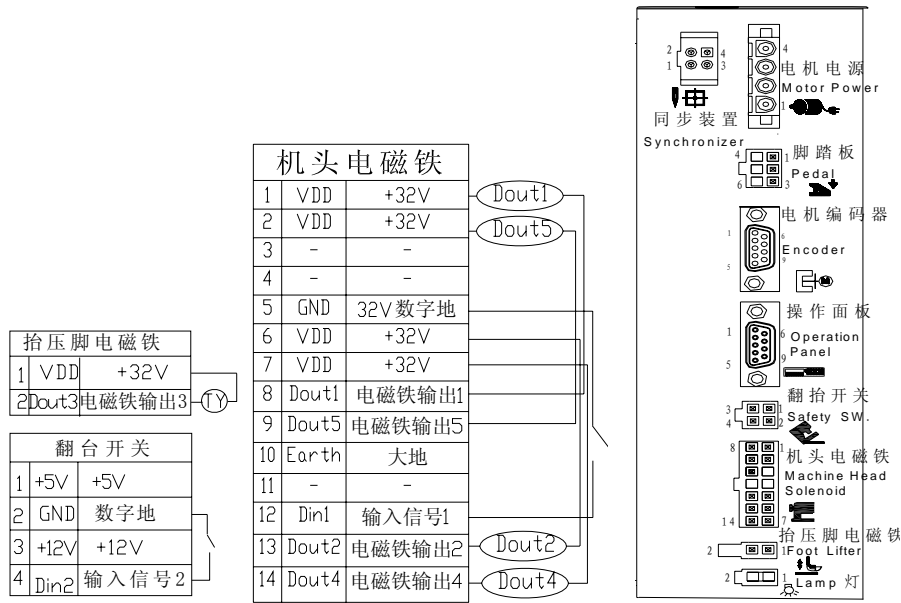 抬压脚电磁铁
1 VDD +32V
2 Dout3 电磁铁输出3 TY
翻台开关
1 +5V +5V
2 GND 数字地
3 +12V +12V
4 Din2 输入信号2
机头电磁铁
1 VDD +32V Dout1
2 VDD +32V Dout5
3 - -
4 - -
5 GND 32V数字地
6 VDD +32V
7 VDD +32V
8 Dout1 电磁铁输出1
9 Dout5 电磁铁输出5
10 Earth 大地
11 - -
12 Din1 输入信号1
13 Dout2 电磁铁输出2 Dout2
14 Dout4 电磁铁输出4 Dout4
2 4
1 3
同步装置
Synchronizer
4
电机电源
Motor Power
1
4 1 脚踏板
Pedal
6 3
电机编码器
1 6
Encoder
5 9
操作面板
1 6 Operation
Panel
5 9
翻抬开关
3 1
Safety SW.
4 2
8 1
机头电磁铁
Machine Head
Solenoid
14 7
抬压脚电磁铁
2 1 Foot Lifter
2 1 Lamp 灯